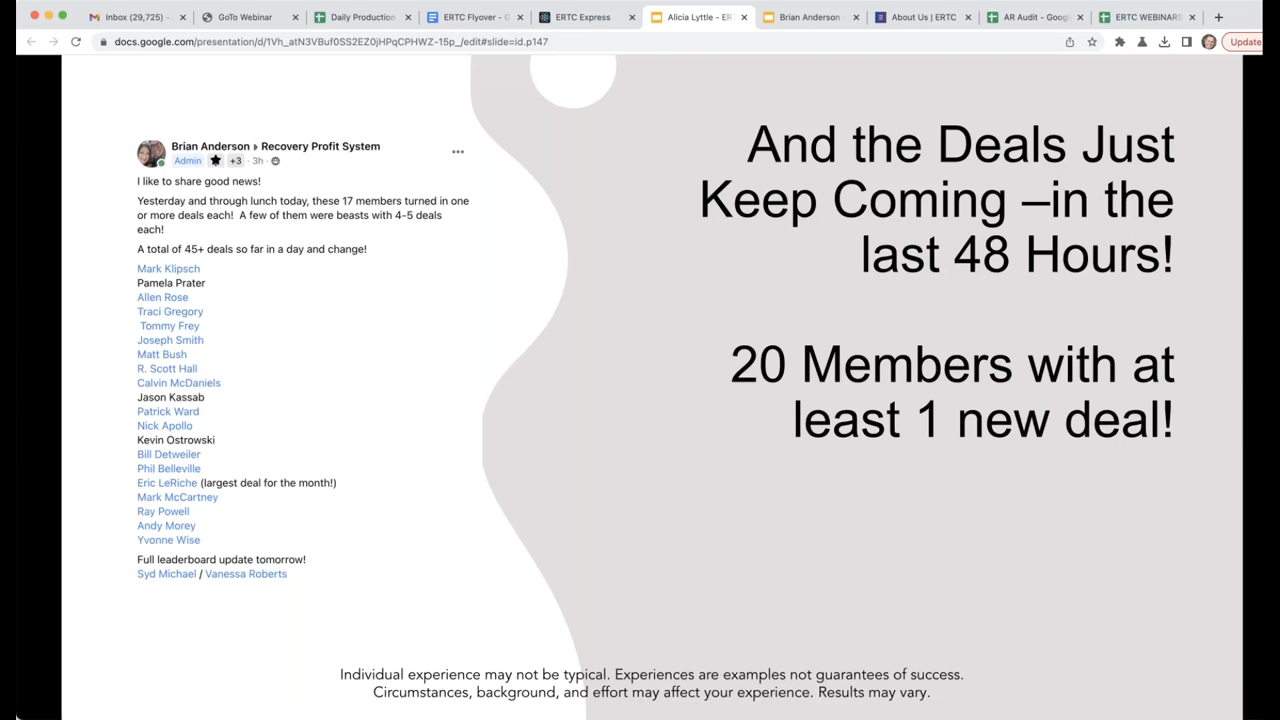 Inbox (29,725) -
GoTo Webinar
Daily Production
ERTC Flyover - G
ERTC Express
Alicia Lyttle - ER
Brian Anderson -
About Us | ERTC
AR Audit - Googl
ERTC WEBINARS
docs.google.com/presentation/d/1Vh_atN3VBuf0SS2EZ0jHPqCPHWZ-15p_/edit#slide=id.p147
Update
Brian Anderson ▸ Recovery Profit System
Admin +3 · 3h ·
I like to share good news!
Yesterday and through lunch today, these 17 members turned in one
or more deals each! A few of them were beasts with 4-5 deals
each!
A total of 45+ deals so far in a day and change!
Mark Klipsch
Pamela Prater
Allen Rose
Traci Gregory
Tommy Frey
Joseph Smith
Matt Bush
R. Scott Hall
Calvin McDaniels
Jason Kassab
Patrick Ward
Nick Apollo
Kevin Ostrowski
Bill Detweiler
Phil Belleville
Eric LeRiche (largest deal for the month!)
Mark McCartney
Ray Powell
Andy Morey
Yvonne Wise
Full leaderboard update tomorrow!
Syd Michael / Vanessa Roberts
And the Deals Just
Keep Coming –in the
last 48 Hours!
20 Members with at
least 1 new deal!
Individual experience may not be typical. Experiences are examples not guarantees of success.
Circumstances, background, and effort may affect your experience. Results may vary.